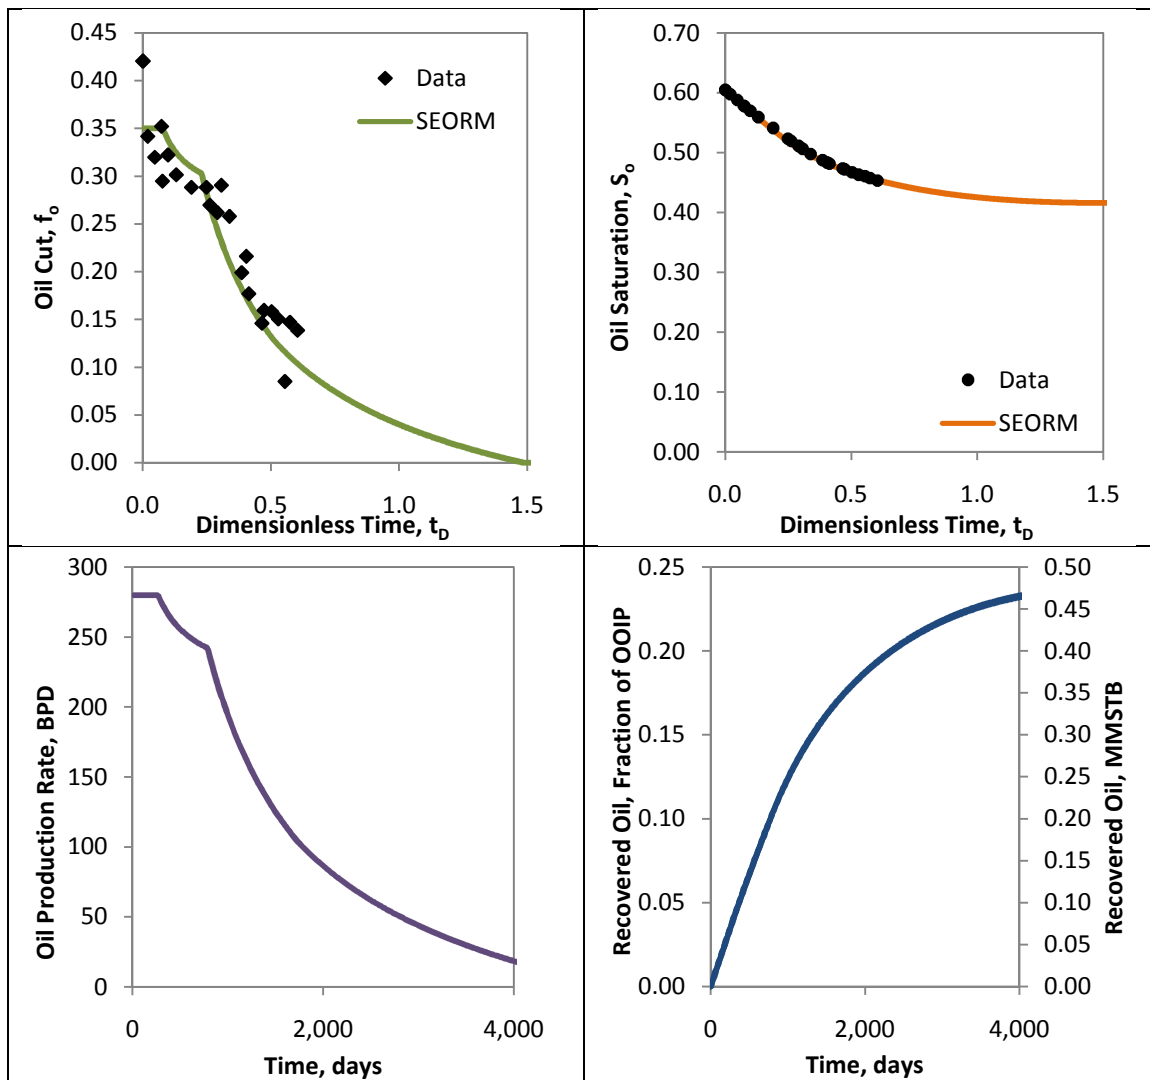 0.45
0.40
0.35
0.30
0.25
0.20
0.15
0.10
0.05
0.00
Oil Cut, fₒ
Data
SEORM
0.0 0.5 1.0 1.5
Dimensionless Time, t_D
0.70
0.60
0.50
0.40
0.30
0.20
0.10
0.00
Oil Saturation, Sₒ
Data
SEORM
0.0 0.5 1.0 1.5
Dimensionless Time, t_D
300
250
200
150
100
50
0
Oil Production Rate, BPD
0 2,000 4,000
Time, days
0.25
0.20
0.15
0.10
0.05
0.00
Recovered Oil, Fraction of OOIP
0.50
0.45
0.40
0.35
0.30
0.25
0.20
0.15
0.10
0.05
0.00
Recovered Oil, MMSTB
0 2,000 4,000
Time, days